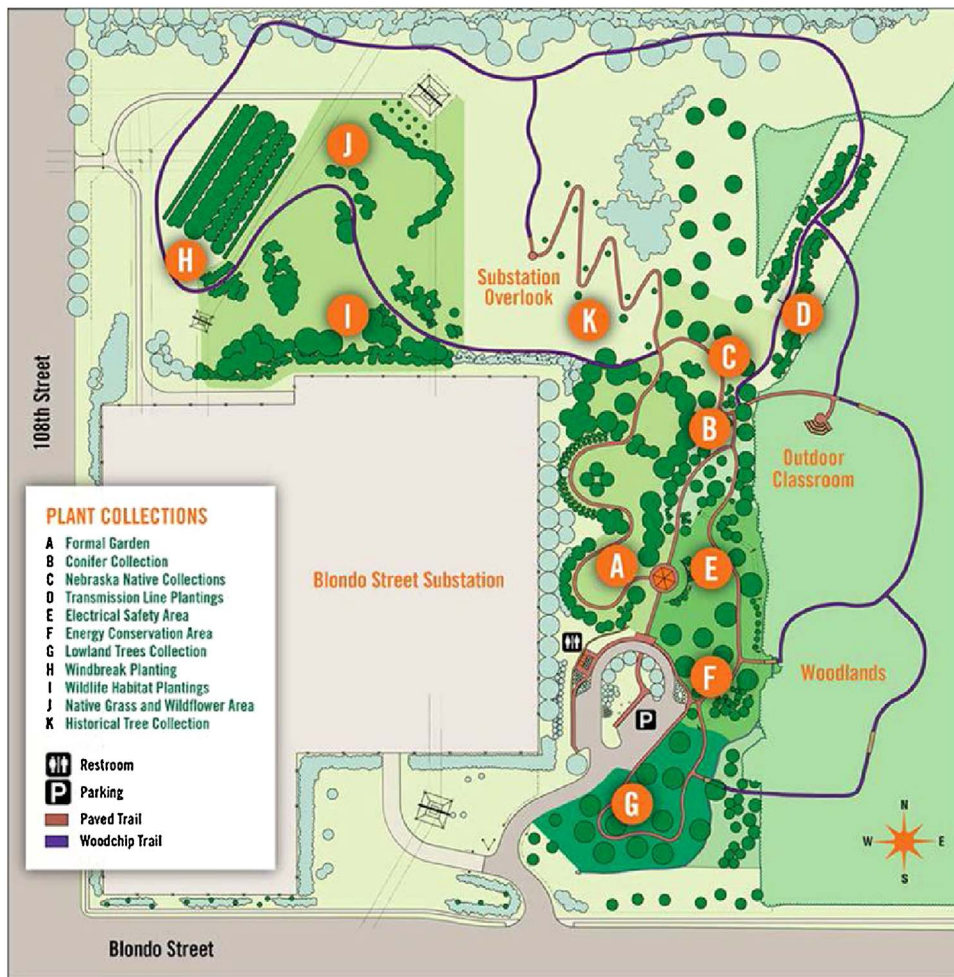 J
H
Substation
Overlook
I
K
D
C
B
108th Street
Outdoor
Classroom
PLANT COLLECTIONS
A Formal Garden
B Conifer Collection
C Nebraska Native Collections
D Transmission Line Plantings
E Electrical Safety Area
F Energy Conservation Area
G Lowland Trees Collection
H Windbreak Planting
I Wildlife Habitat Plantings
J Native Grass and Wildflower Area
K Historical Tree Collection
Restroom
P Parking
Paved Trail
Woodchip Trail
Blondo Street Substation
A
E
F
Woodlands
P
G
N
W E
S
Blondo Street